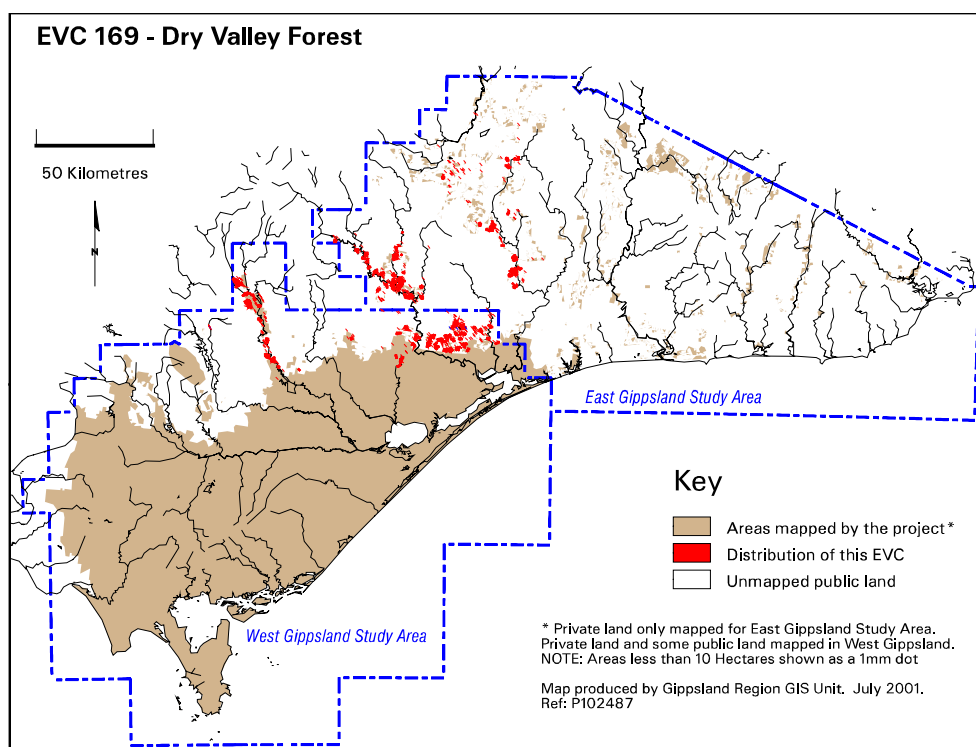 EVC 169 - Dry Valley Forest
50 Kilometres
N
East Gippsland Study Area
West Gippsland Study Area
Key
Areas mapped by the project *
Distribution of this EVC
Unmapped public land
* Private land only mapped for East Gippsland Study Area.
Private land and some public land mapped in West Gippsland.
NOTE: Areas less than 10 Hectares shown as a 1mm dot
Map produced by Gippsland Region GIS Unit. July 2001.
Ref: P102487